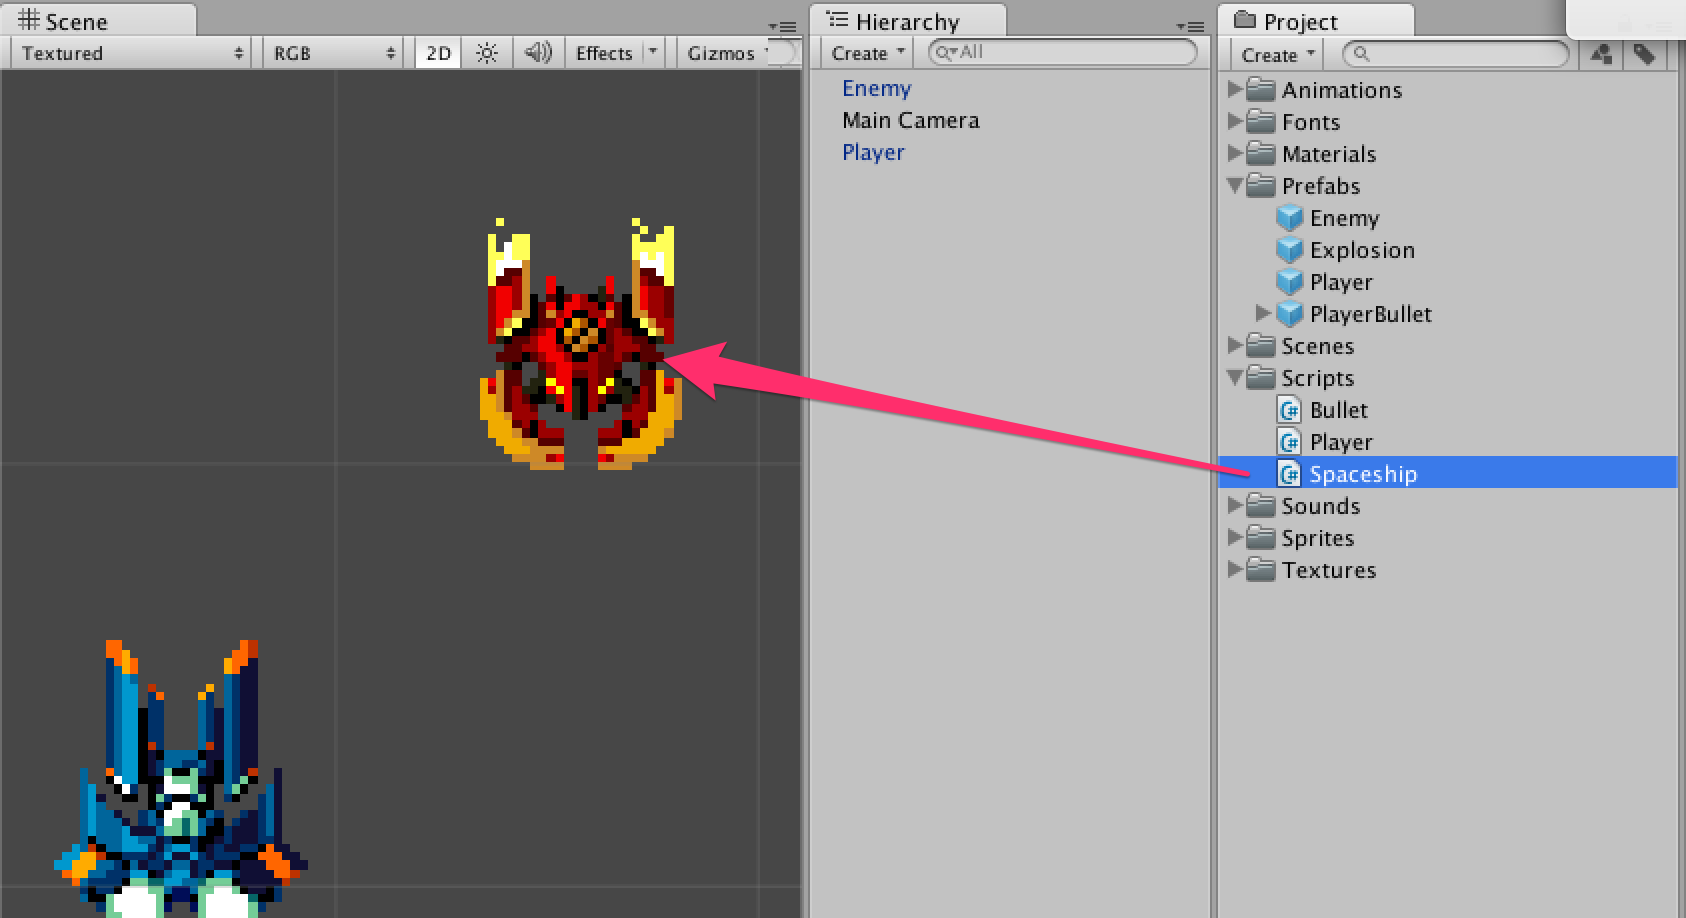 Scene
Textured
RGB
2D
Effects
Gizmos
Hierarchy
Create
All
Enemy
Main Camera
Player
Project
Create
Animations
Fonts
Materials
Prefabs
Enemy
Explosion
Player
PlayerBullet
Scenes
Scripts
C# Bullet
C# Player
C# Spaceship
Sounds
Sprites
Textures